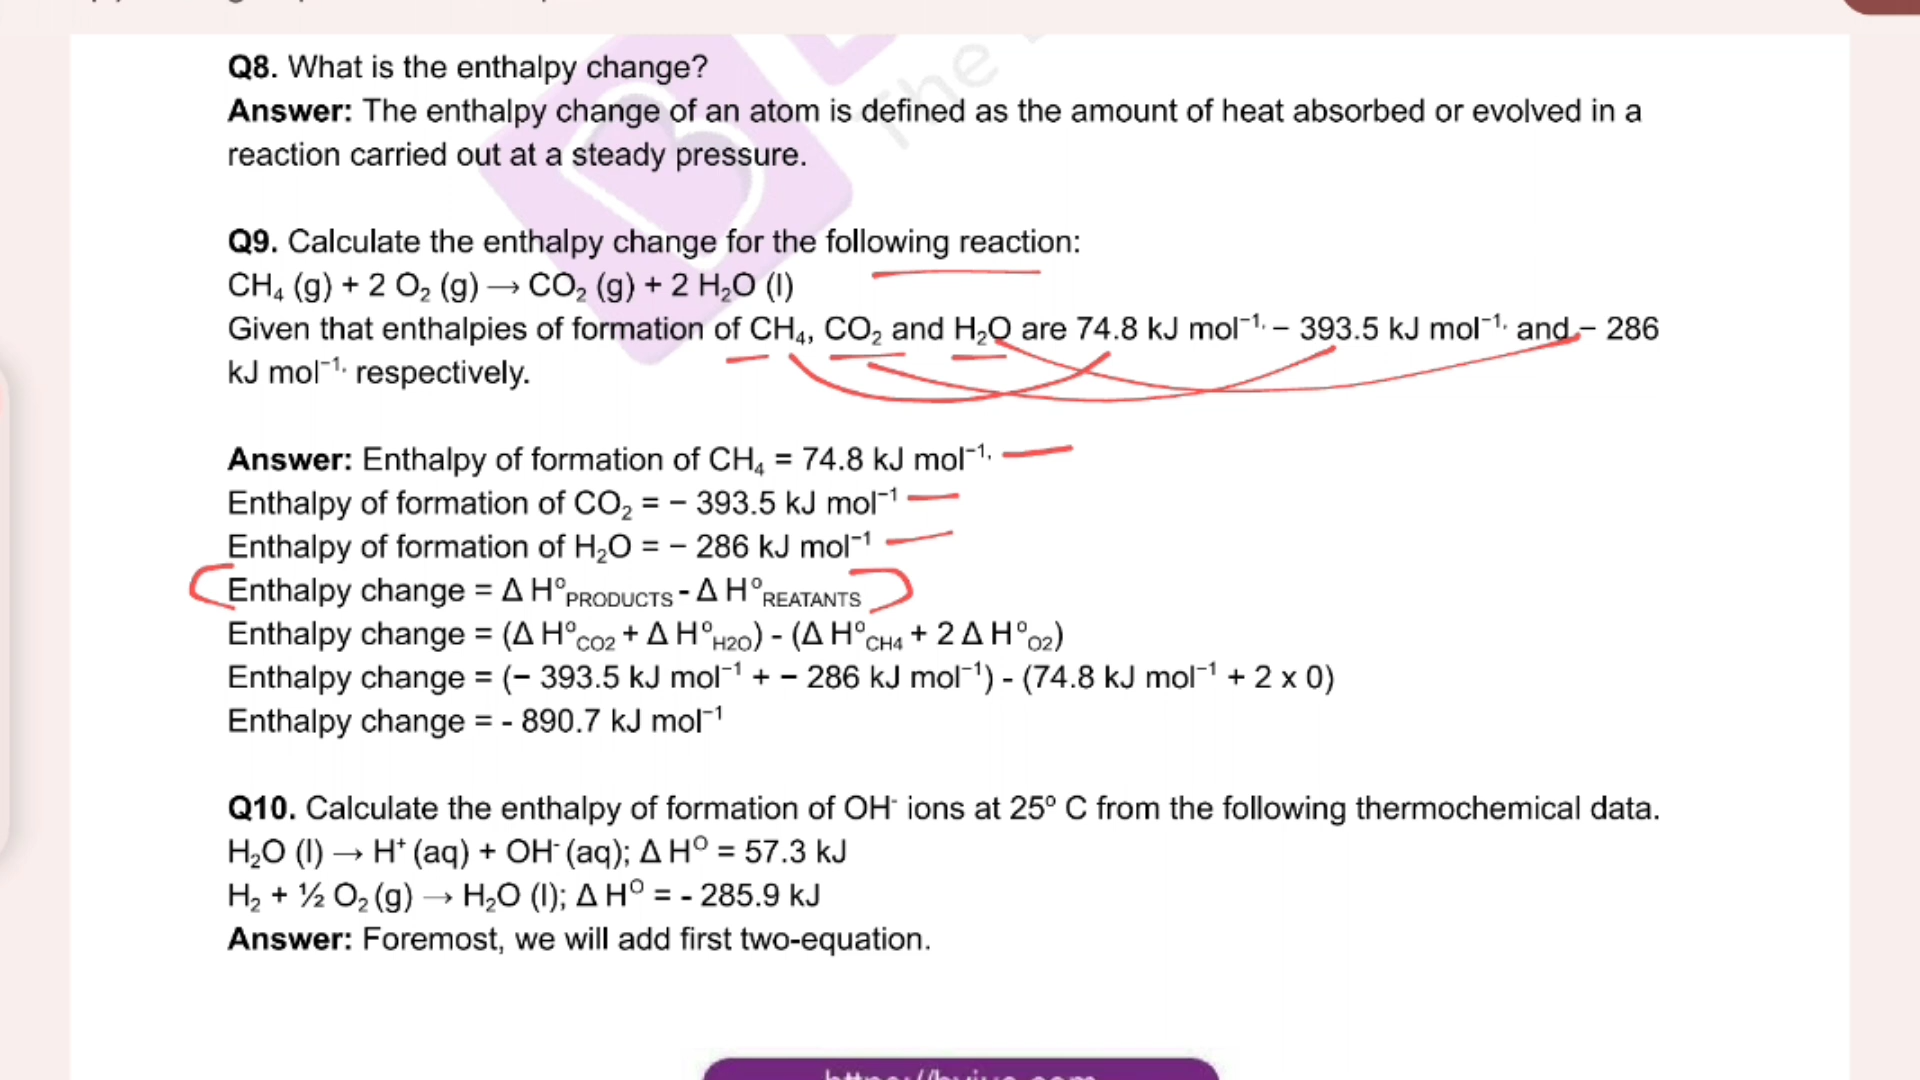 The
Q8. What is the enthalpy change?
Answer: The enthalpy change of an atom is defined as the amount of heat absorbed or evolved in a
reaction carried out at a steady pressure.
Q9. Calculate the enthalpy change for the following reaction:
CH₄ (g) + 2 O₂ (g) → CO₂ (g) + 2 H₂O (l)
Given that enthalpies of formation of CH₄, CO₂ and H₂O are 74.8 kJ mol⁻¹· − 393.5 kJ mol⁻¹· and − 286
kJ mol⁻¹· respectively.
Answer: Enthalpy of formation of CH₄ = 74.8 kJ mol⁻¹·
Enthalpy of formation of CO₂ = − 393.5 kJ mol⁻¹
Enthalpy of formation of H₂O = − 286 kJ mol⁻¹
Enthalpy change = Δ H°PRODUCTS - Δ H°REATANTS
Enthalpy change = (Δ H°CO2 + Δ H°H2O) - (Δ H°CH4 + 2 Δ H°O2)
Enthalpy change = (− 393.5 kJ mol⁻¹ + − 286 kJ mol⁻¹) - (74.8 kJ mol⁻¹ + 2 x 0)
Enthalpy change = - 890.7 kJ mol⁻¹
Q10. Calculate the enthalpy of formation of OH⁻ ions at 25º C from the following thermochemical data.
H₂O (l) → H⁺ (aq) + OH⁻ (aq); Δ Hᴼ = 57.3 kJ
H₂ + ½ O₂ (g) → H₂O (l); Δ Hᴼ = - 285.9 kJ
Answer: Foremost, we will add first two-equation.